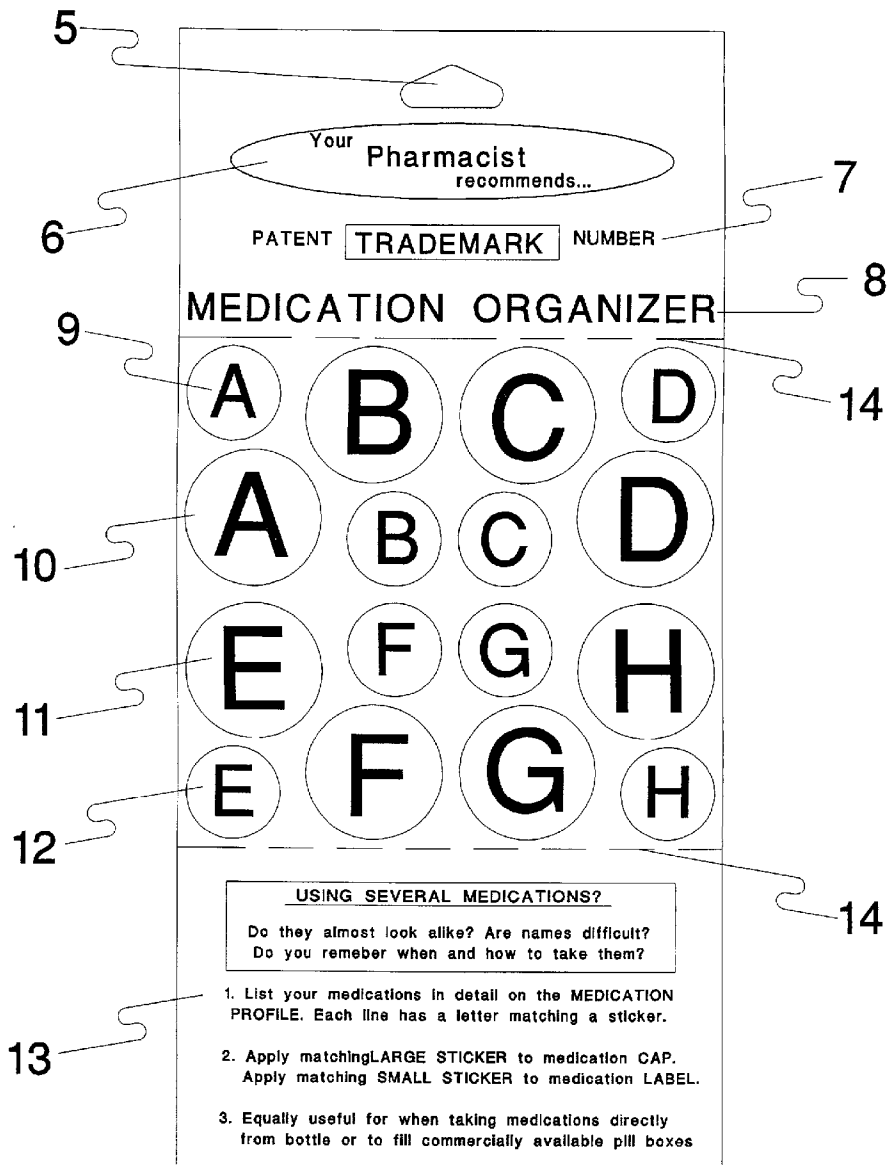 5
Your
Pharmacist
recommends...
6
7
PATENT TRADEMARK NUMBER
8
MEDICATION ORGANIZER
9
A B C D
14
A B C D
10
E F G H
11
E F G H
12
14
USING SEVERAL MEDICATIONS?
Do they almost look alike? Are names difficult?
Do you remeber when and how to take them?
13
1. List your medications in detail on the MEDICATION
PROFILE. Each line has a letter matching a sticker.
2. Apply matchingLARGE STICKER to medication CAP.
Apply matching SMALL STICKER to medication LABEL.
3. Equally useful for when taking medications directly
from bottle or to fill commercially available pill boxes